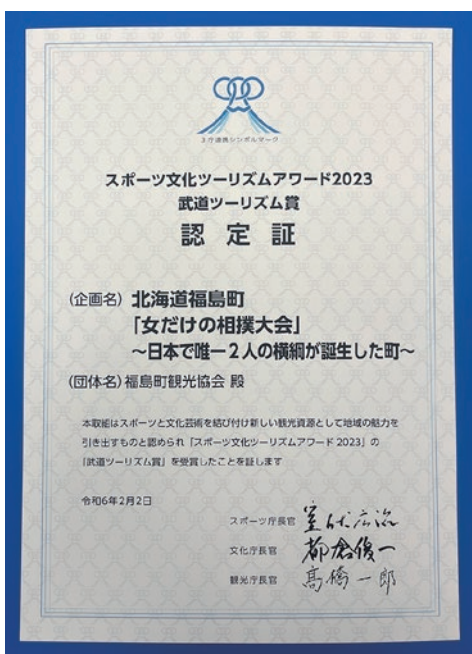 3庁連携シンボルマーク
スポーツ文化ツーリズムアワード2023
武道ツーリズム賞
認定証
(企画名) 北海道福島町
「女だけの相撲大会」
～日本で唯一2人の横綱が誕生した町～
(団体名) 福島町観光協会 殿
本取組はスポーツと文化芸術を結び付け新しい観光資源として地域の魅力を
引き出すものと認められ「スポーツ文化ツーリズムアワード 2023」の
「武道ツーリズム賞」を受賞したことを証します
令和6年2月2日
スポーツ庁長官 室伏広治
文化庁長官 都倉俊一
観光庁長官 髙橋一郎